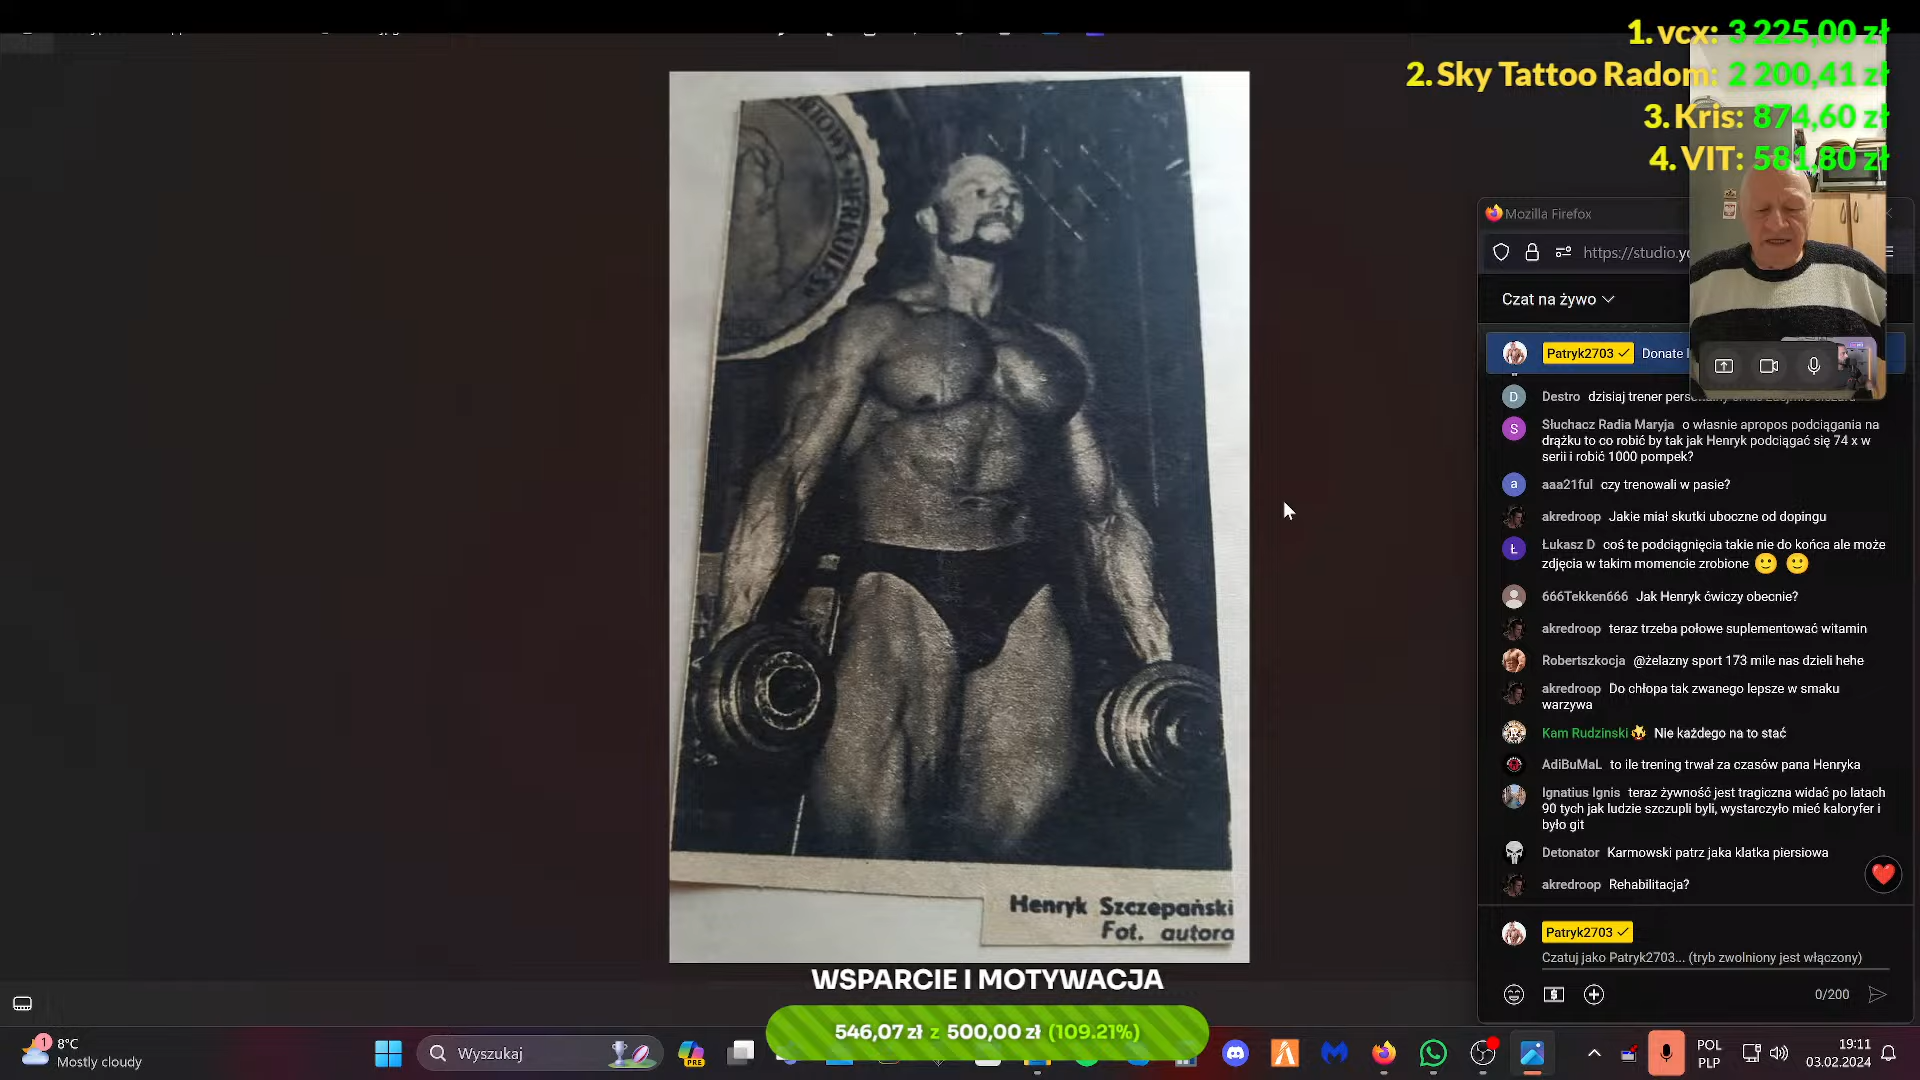 1. vcx: 3 225,00 zł
2. Sky Tattoo Radom: 2 200,41 zł
3. Kris: 874,60 zł
4. VIT: 581,80 zł
HERKULES
Mozilla Firefox
https://studio.yo
Czat na żywo
Patryk2703 Donate
Destro dzisiaj trener
Słuchacz Radia Maryja o własnie apropos podciągania na
drążku to co robić by tak jak Henryk podciągać się 74 x w
serii i robić 1000 pompek?
aaa21ful czy trenowali w pasie?
akredroop Jakie miał skutki uboczne od dopingu
Łukasz D coś te podciągnięcia takie nie do końca ale może
zdjęcia w takim momencie zrobione
666Tekken666 Jak Henryk ćwiczy obecnie?
akredroop teraz trzeba połowe suplementować witamin
Robertszkocja @żelazny sport 173 mile nas dzieli hehe
akredroop Do chłopa tak zwanego lepsze w smaku
warzywa
Kam Rudzinski Nie każdego na to stać
AdiBuMaL to ile trening trwał za czasów pana Henryka
Ignatius Ignis teraz żywność jest tragiczna widać po latach
90 tych jak ludzie szczupli byli, wystarczyło mieć kaloryfer i
było git
Detonator Karmowski patrz jaka klatka piersiowa
akredroop Rehabilitacja?
Patryk2703
Czatuj jako Patryk2703... (tryb zwolniony jest włączony)
0/200
Henryk Szczepański
Fot. autora
WSPARCIE I MOTYWACJA
546,07 zł z 500,00 zł (109.21%)
1
8°C
Mostly cloudy
Wyszukaj
PRE
POL
PLP
19:11
03.02.2024